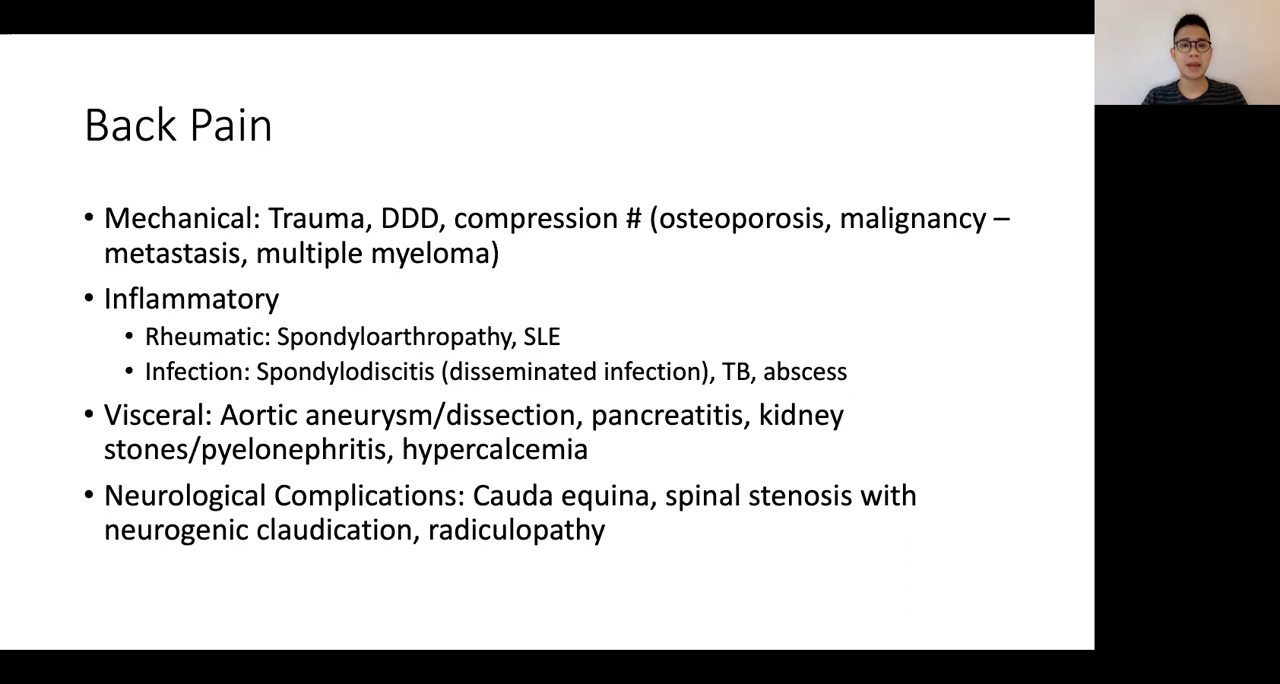 Back Pain
• Mechanical: Trauma, DDD, compression # (osteoporosis, malignancy –
metastasis, multiple myeloma)
• Inflammatory
• Rheumatic: Spondyloarthropathy, SLE
• Infection: Spondylodiscitis (disseminated infection), TB, abscess
• Visceral: Aortic aneurysm/dissection, pancreatitis, kidney
stones/pyelonephritis, hypercalcemia
• Neurological Complications: Cauda equina, spinal stenosis with
neurogenic claudication, radiculopathy